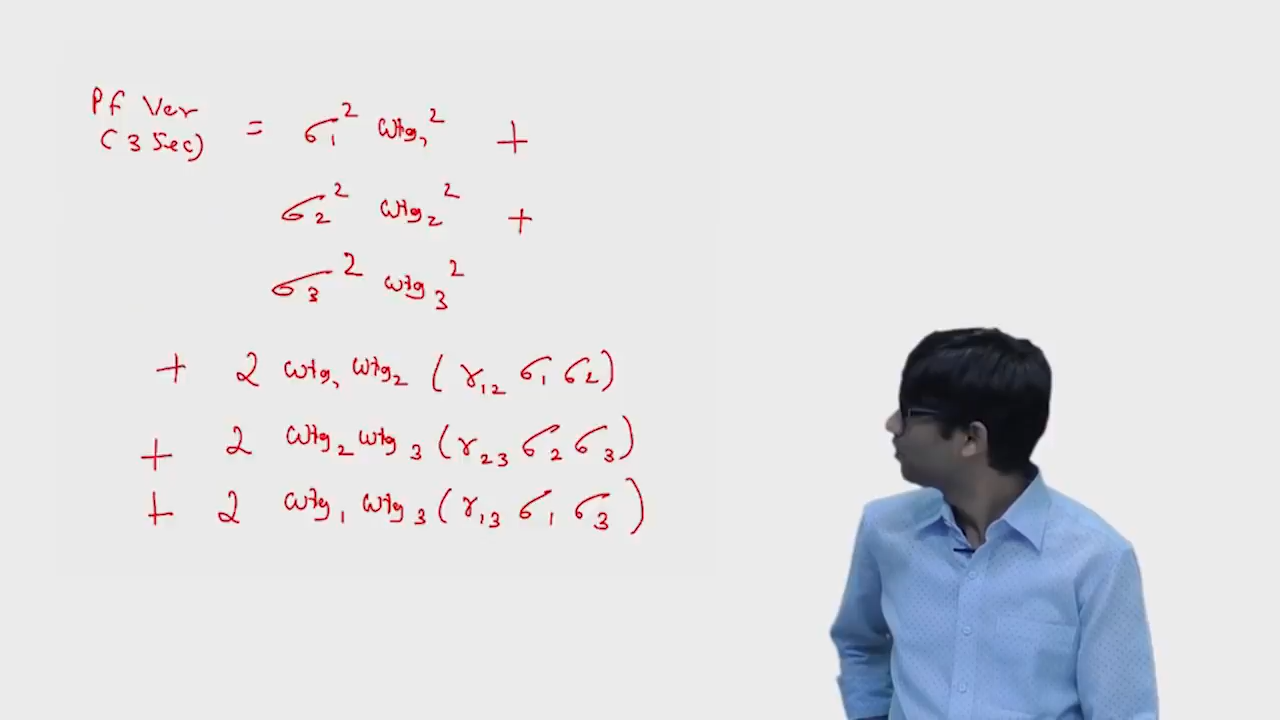 Pf Var
(3 Sec) = σ₁² wtg₁² +
σ₂² wtg₂² +
σ₃² wtg₃²
+ 2 wtg₁ wtg₂ (r₁₂ σ₁ σ₂)
+ 2 wtg₂ wtg₃ (r₂₃ σ₂ σ₃)
+ 2 wtg₁ wtg₃ (r₁₃ σ₁ σ₃)